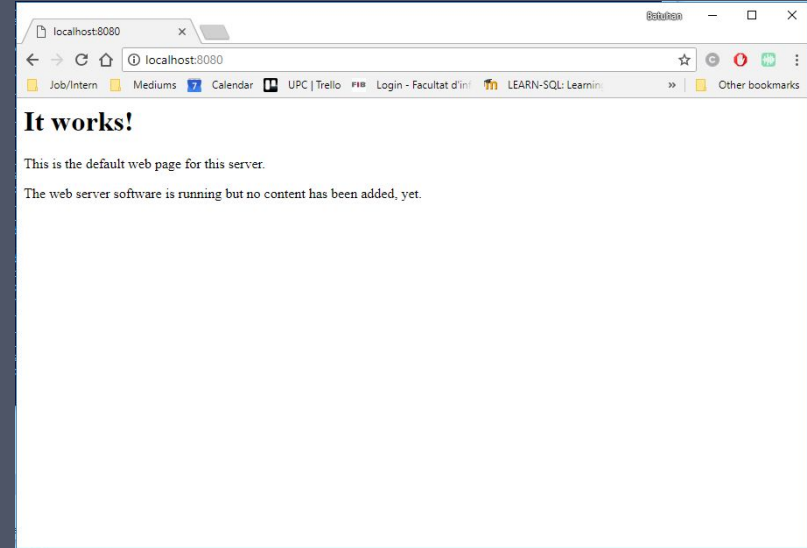 Batuhan
localhost:8080
localhost:8080
Job/Intern Mediums 7 Calendar UPC | Trello FIB Login - Facultat d'inf LEARN-SQL: Learnin » Other bookmarks
It works!
This is the default web page for this server.
The web server software is running but no content has been added, yet.